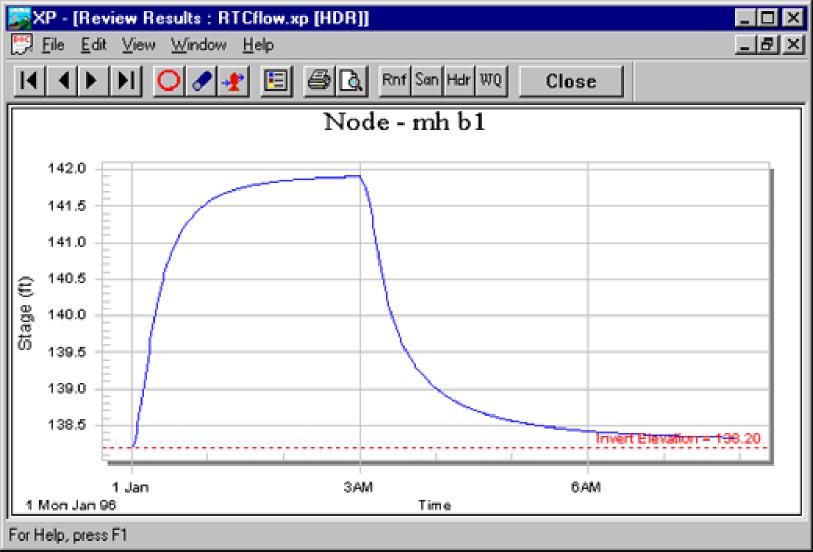 XP - [Review Results : RTCflow.xp [HDR]]
File Edit View Window Help
Rnf San Hdr WQ Close
Node - mh b1
142.0
141.5
141.0
140.5
140.0
139.5
139.0
138.5
Stage (ft)
Invert Elevation = 138.20
1 Jan 3AM 6AM
1 Mon Jan 96 Time
For Help, press F1